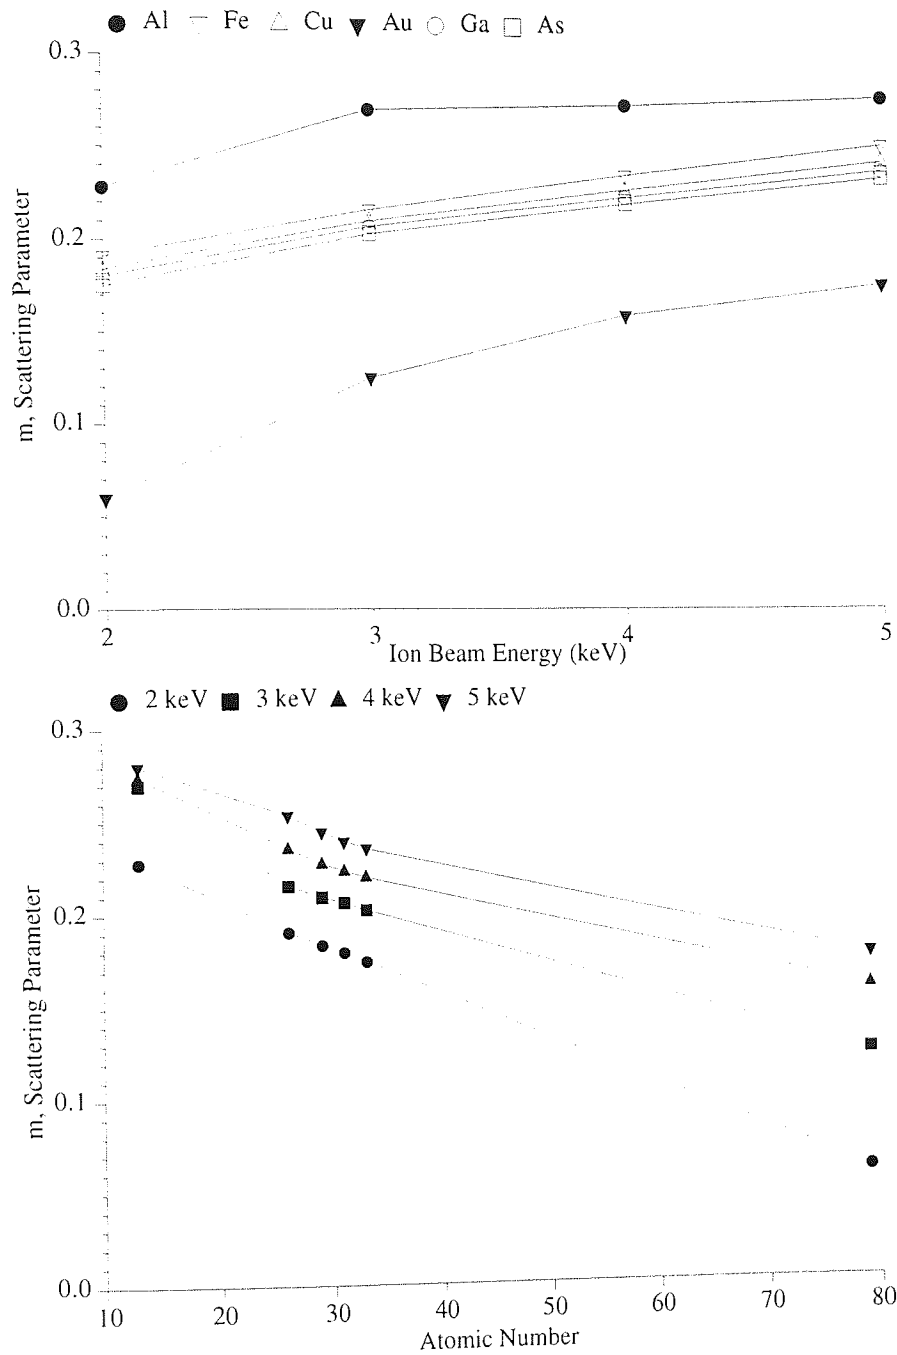 Al Fe Cu Au Ga As
0.3
0.2
0.1
0.0
m, Scattering Parameter
2 3 4 5
Ion Beam Energy (keV)
2 keV 3 keV 4 keV 5 keV
0.3
0.2
0.1
0.0
m, Scattering Parameter
10 20 30 40 50 60 70 80
Atomic Number